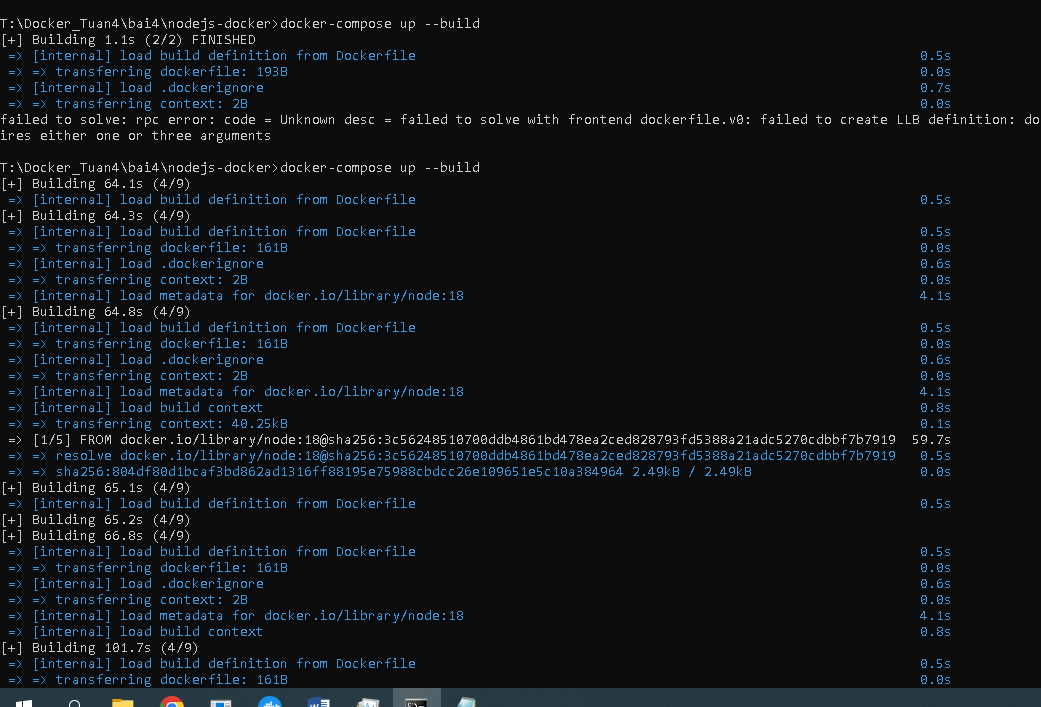 T:\Docker_Tuan4\bai4\nodejs-docker>docker-compose up --build
[+] Building 1.1s (2/2) FINISHED
=> [internal] load build definition from Dockerfile 0.5s
=> => transferring dockerfile: 193B 0.0s
=> [internal] load .dockerignore 0.7s
=> => transferring context: 2B 0.0s
failed to solve: rpc error: code = Unknown desc = failed to solve with frontend dockerfile.v0: failed to create LLB definition: do
ires either one or three arguments
T:\Docker_Tuan4\bai4\nodejs-docker>docker-compose up --build
[+] Building 64.1s (4/9)
=> [internal] load build definition from Dockerfile 0.5s
[+] Building 64.3s (4/9)
=> [internal] load build definition from Dockerfile 0.5s
=> => transferring dockerfile: 161B 0.0s
=> [internal] load .dockerignore 0.6s
=> => transferring context: 2B 0.0s
=> [internal] load metadata for docker.io/library/node:18 4.1s
[+] Building 64.8s (4/9)
=> [internal] load build definition from Dockerfile 0.5s
=> => transferring dockerfile: 161B 0.0s
=> [internal] load .dockerignore 0.6s
=> => transferring context: 2B 0.0s
=> [internal] load metadata for docker.io/library/node:18 4.1s
=> [internal] load build context 0.8s
=> => transferring context: 40.25kB 0.1s
=> [1/5] FROM docker.io/library/node:18@sha256:3c56248510700ddb4861bd478ea2ced828793fd5388a21adc5270cdbbf7b7919 59.7s
=> => resolve docker.io/library/node:18@sha256:3c56248510700ddb4861bd478ea2ced828793fd5388a21adc5270cdbbf7b7919 0.5s
=> => sha256:804df80d1bcaf3bd862ad1316ff88195e75988cbdcc26e109651e5c10a384964 2.49kB / 2.49kB 0.0s
[+] Building 65.1s (4/9)
=> [internal] load build definition from Dockerfile 0.5s
[+] Building 65.2s (4/9)
[+] Building 66.8s (4/9)
=> [internal] load build definition from Dockerfile 0.5s
=> => transferring dockerfile: 161B 0.0s
=> [internal] load .dockerignore 0.6s
=> => transferring context: 2B 0.0s
=> [internal] load metadata for docker.io/library/node:18 4.1s
=> [internal] load build context 0.8s
[+] Building 101.7s (4/9)
=> [internal] load build definition from Dockerfile 0.5s
=> => transferring dockerfile: 161B 0.0s